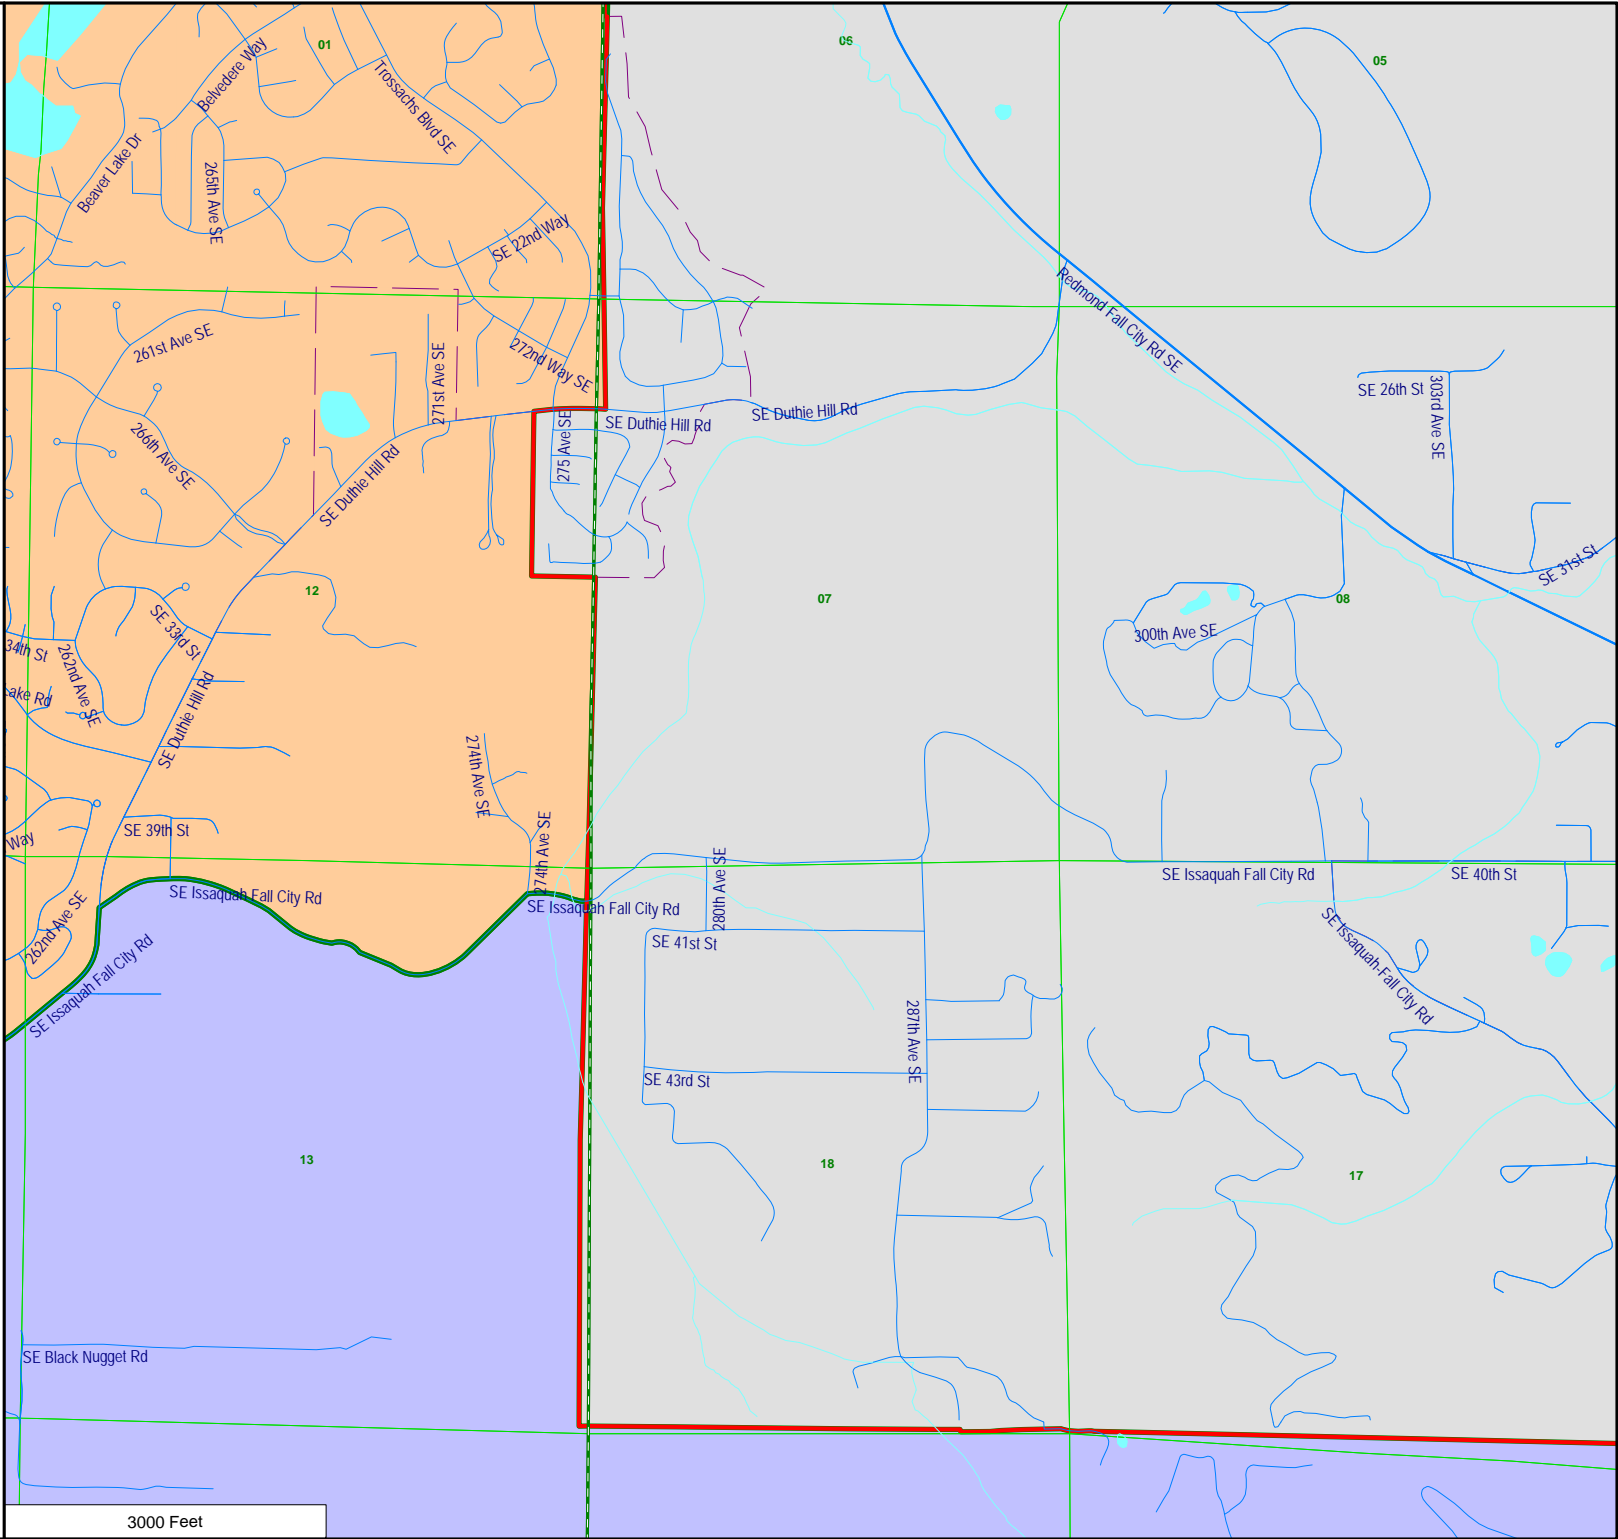 01
06
05
Belvedere Way
Trossachs Blvd SE
Beaver Lake Dr
265th Ave SE
SE 22nd Way
Redmond Fall City Rd SE
261st Ave SE
272nd Way SE
271st Ave SE
SE 26th St
303rd Ave SE
SE Duthie Hill Rd
SE Duthie Hill Rd
275 Ave SE
266th Ave SE
SE Duthie Hill Rd
SE 31st St
12
07
08
SE 33rd St
300th Ave SE
34th St
262nd Ave SE
ake Rd
SE Duthie Hill Rd
274th Ave SE
SE 39th St
Way
274th Ave SE
280th Ave SE
SE Issaquah Fall City Rd
SE 40th St
SE Issaquah Fall City Rd
SE Issaquah Fall City Rd
262nd Ave SE
SE 41st St
SE Issaquah-Fall City Rd
SE Issaquah Fall City Rd
287th Ave SE
SE 43rd St
13
18
17
SE Black Nugget Rd
3000 Feet